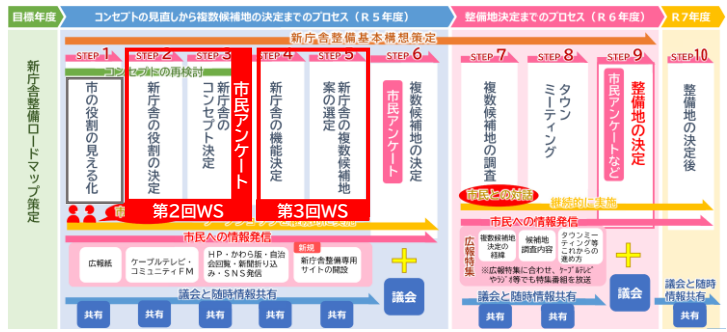 目標年度
コンセプトの見直しから複数候補地の決定までのプロセス（R５年度）
整備地決定までのプロセス（R６年度）
R７年度
新庁舎整備ロードマップ策定
新庁舎整備基本構想策定
STEP 1
STEP 2
STEP 3
STEP 4
STEP 5
STEP 6
STEP 7
STEP 8
STEP 9
STEP 10
コンセプトの再検討
市の役割の見える化
新庁舎の役割の決定
新庁舎の
コンセプト決定
市民アンケート
新庁舎の機能決定
新庁舎の複数候補地
案の選定
複数候補地の決定
市民アンケート
複数候補地の調査
タウン
ミーティング
整備地の決定
市民アンケートなど
整備地の決定後
第２回WS
第３回WS
市民との対話
継続的に実施
市民への情報発信
広報紙
ケーブルテレビ・
コミュニティＦＭ
ＨＰ・かわら版・自治
会回覧・新聞折り込
み・ＳＮＳ発信
新規
新庁舎整備専用
サイトの開設
市民への情報発信
広報特集
複数候補地
決定の
経緯
候補地
調査内容
タウンミー
ティング等
これからの
進め方
※広報特集に合わせ、ケーブルテレビ
やラジオ等でも特集番組を放送
議会と随時情報共有
共有
共有
共有
共有
共有
＋
議会
議会と随時情報共有
共有
共有
＋
議会
議会と随時
情報共有
共有